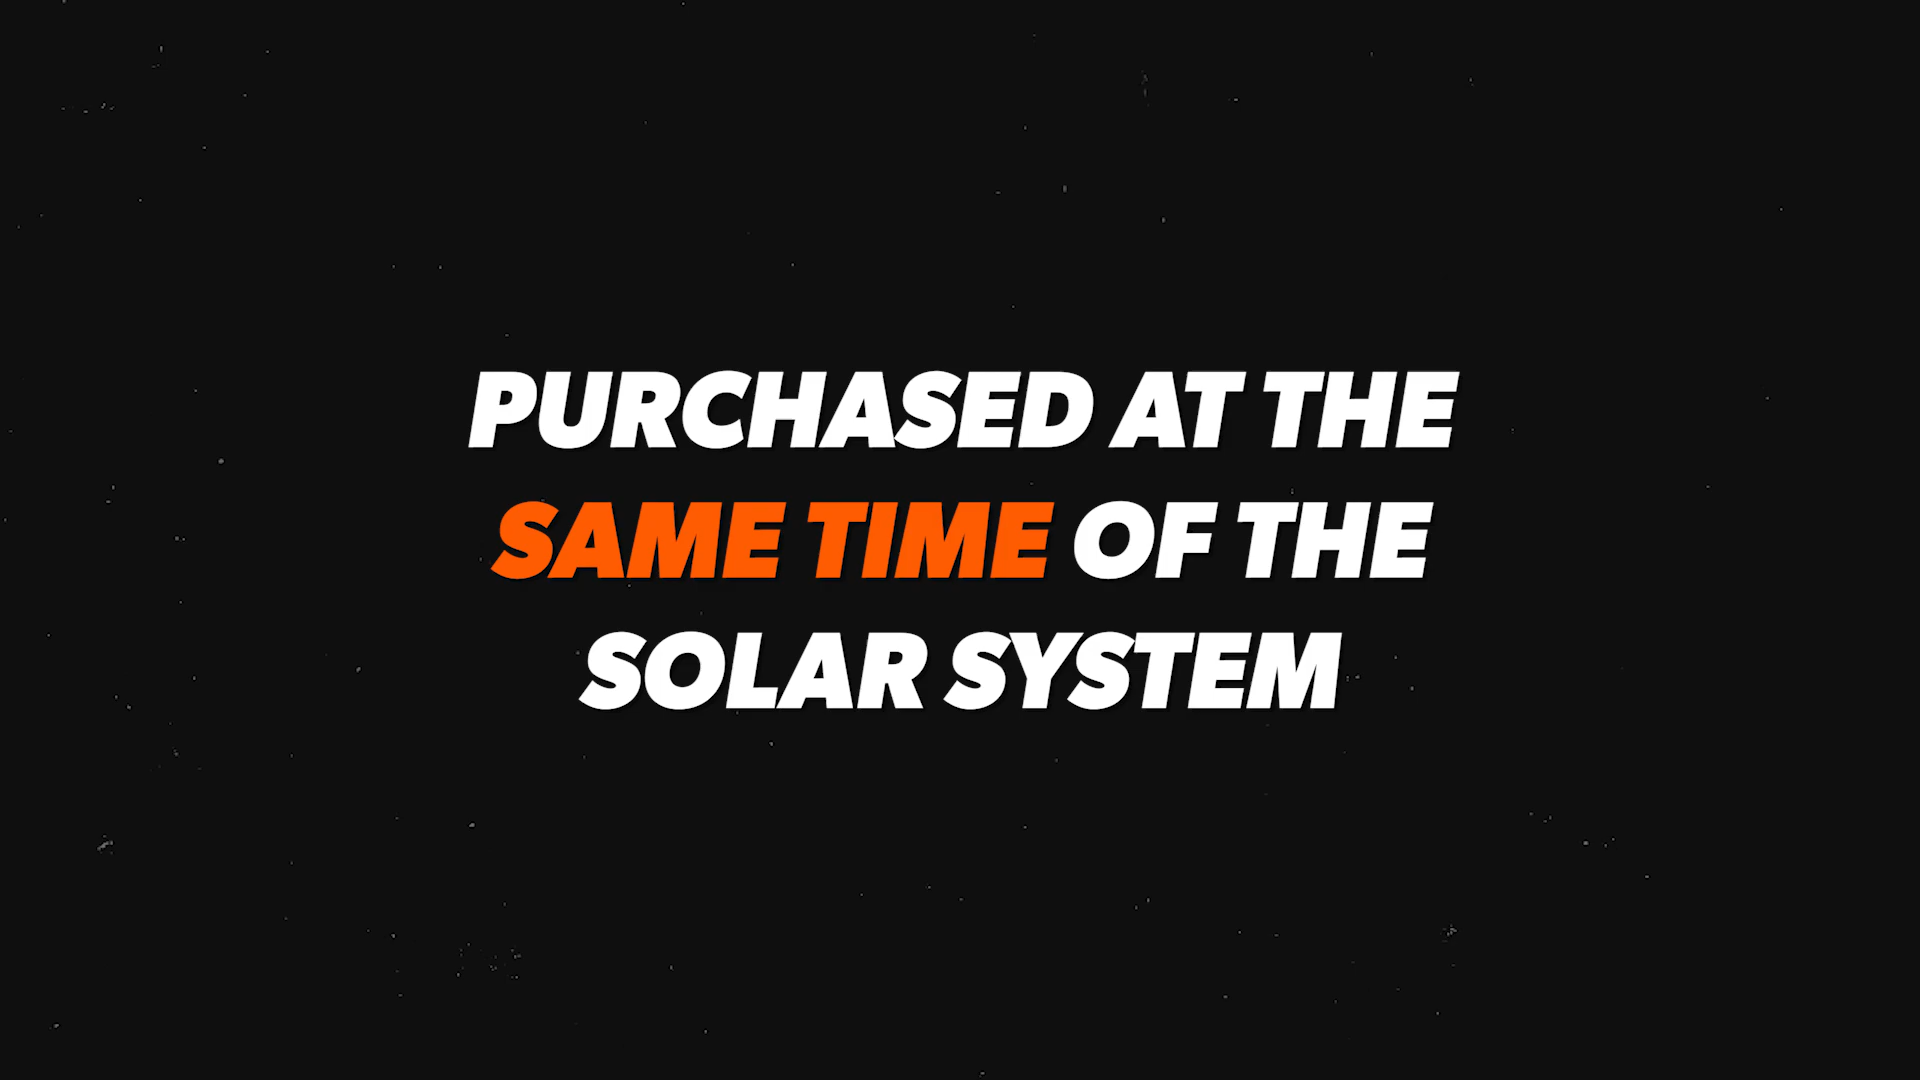 PURCHASED AT THE
SAME TIME OF THE
SOLAR SYSTEM